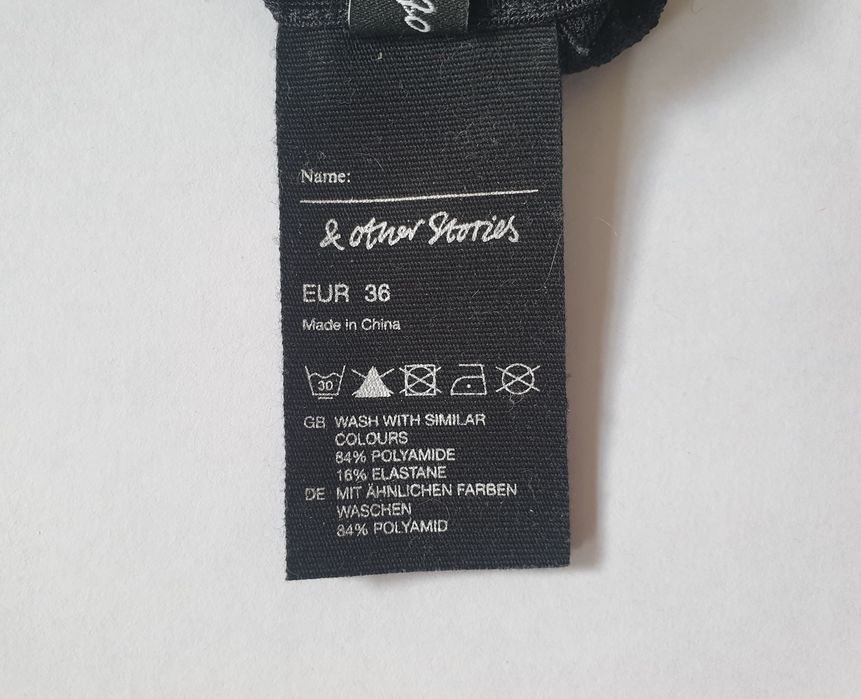 Name:
& other Stories
EUR 36
Made in China
30
GB WASH WITH SIMILAR
COLOURS
84% POLYAMIDE
16% ELASTANE
DE MIT ÄHNLICHEN FARBEN
WASCHEN
84% POLYAMID